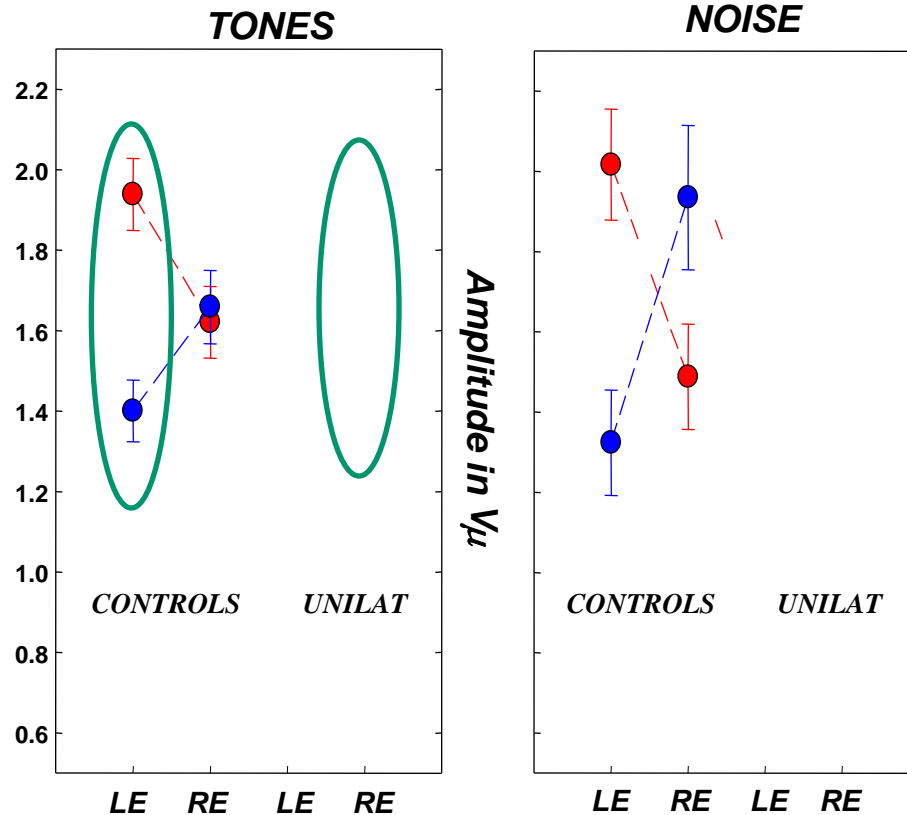 TONES
NOISE
2.2
2.0
1.8
1.6
1.4
1.2
1.0
0.8
0.6
Amplitude in Vμ
CONTROLS UNILAT
CONTROLS UNILAT
LE RE LE RE
LE RE LE RE